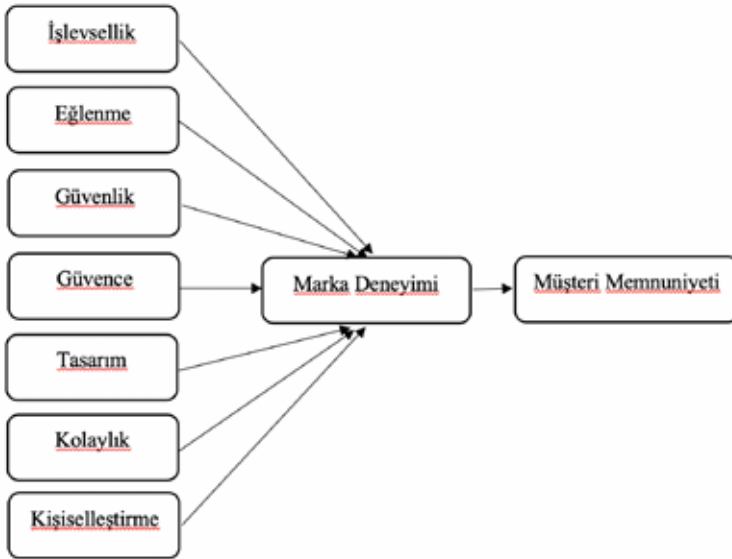 İşlevsellik
Eğlenme
Güvenlik
Güvence
Marka Deneyimi
Müşteri Memnuniyeti
Tasarım
Kolaylık
Kişiselleştirme